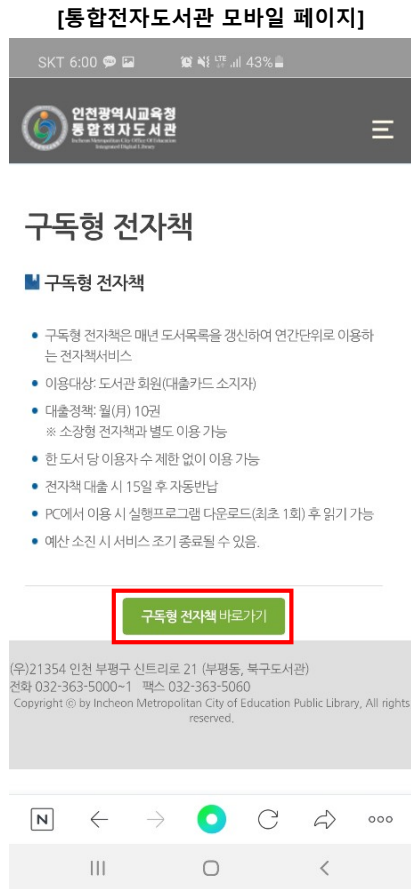 [통합전자도서관 모바일 페이지]
SKT 6:00
LTE 43%
인천광역시교육청
통합전자도서관
Incheon Metropolitan City Office Of Education
Integrated Digital Library
구독형 전자책
구독형 전자책
구독형 전자책은 매년 도서목록을 갱신하여 연간단위로 이용하
는 전자책서비스
이용대상: 도서관 회원(대출카드 소지자)
대출정책: 월(月) 10권
※ 소장형 전자책과 별도 이용 가능
한 도서 당 이용자 수 제한 없이 이용 가능
전자책 대출 시 15일 후 자동반납
PC에서 이용 시 실행프로그램 다운로드(최초 1회) 후 읽기 가능
예산 소진 시 서비스 조기 종료될 수 있음.
구독형 전자책 바로가기
(우)21354 인천 부평구 신트리로 21 (부평동, 북구도서관)
전화 032-363-5000~1 팩스 032-363-5060
Copyright ⓒ by Incheon Metropolitan City of Education Public Library, All rights
reserved.
N